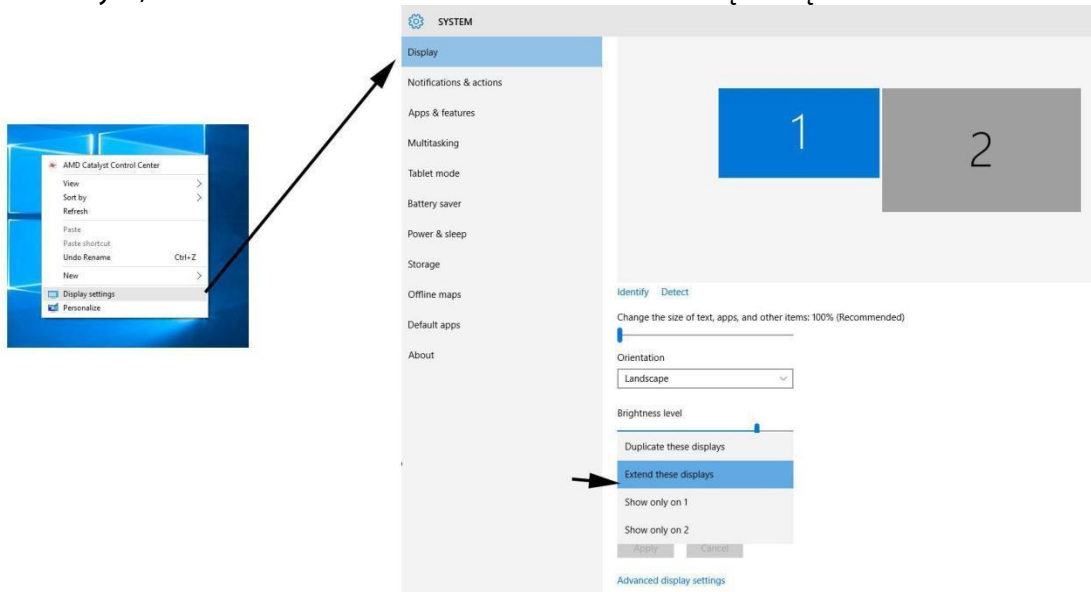 SYSTEM
Display
Notifications & actions
Apps & features
Multitasking
Tablet mode
Battery saver
Power & sleep
Storage
Offline maps
Default apps
About
AMD Catalyst Control Center
View
Sort by
Refresh
Paste
Paste shortcut
Undo Rename Ctrl+Z
New
Display settings
Personalize
1
2
Identify Detect
Change the size of text, apps, and other items: 100% (Recommended)
Orientation
Landscape
Brightness level
Duplicate these displays
Extend these displays
Show only on 1
Show only on 2
Apply Cancel
Advanced display settings